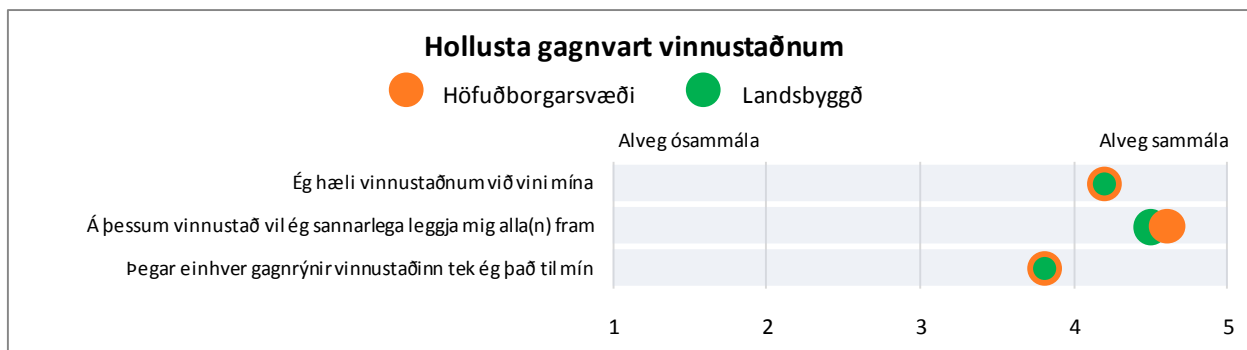 Hollusta gagnvart vinnustaðnum
Höfuðborgarsvæði Landsbyggð
Alveg ósammála Alveg sammála
Ég hæli vinnustaðnum við vini mína
Á þessum vinnustað vil ég sannarlega leggja mig alla(n) fram
Þegar einhver gagnrýnir vinnustaðinn tek ég það til mín
1 2 3 4 5